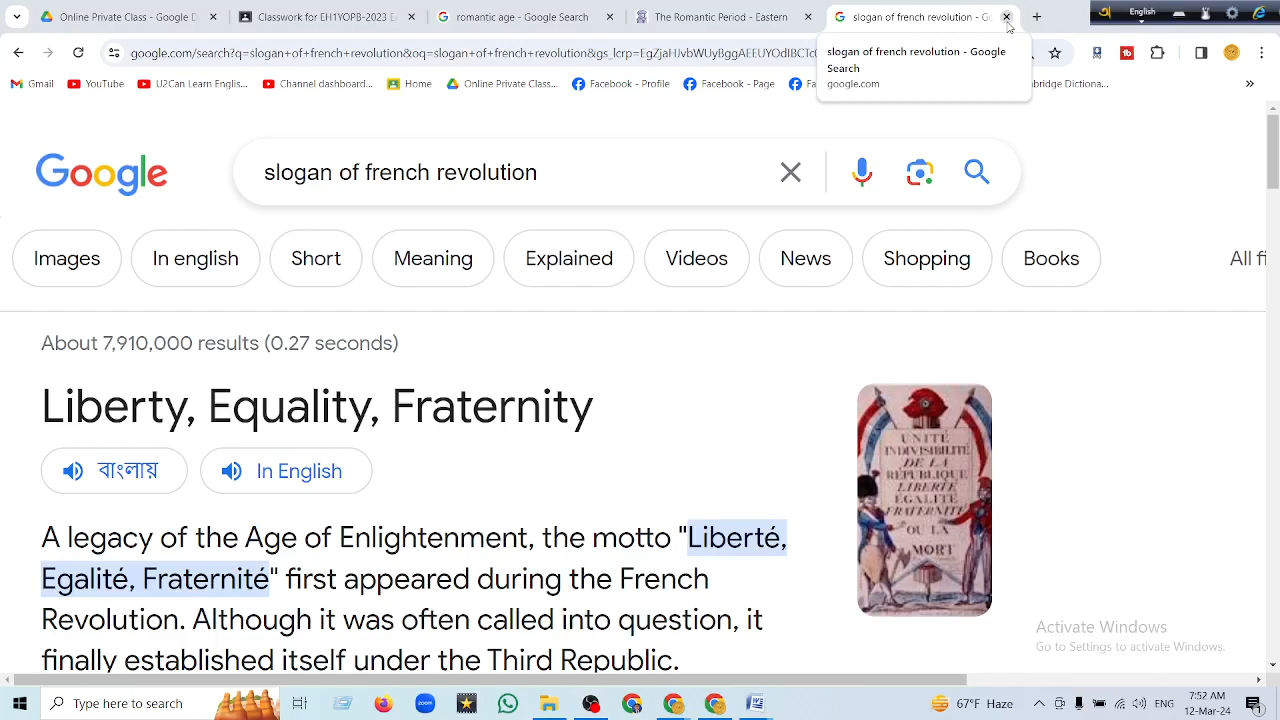 Online Private Class - Google D
Classwork for EH1YOPB-2023 E
The Romantic Period: Eastern
slogan of french revolution - G
English
google.com/search?q=slogan+of+french+revolution&oq=slogan+of+french+revolution&gs_lcrp=EgZjaHJvbWUyBggAEEUYOdIBCTc
slogan of french revolution - Google
Search
google.com
Gmail
YouTube
U2Can Learn Englis...
Channel dashboard...
Home
Online Private Class...
Facebook - Profile
Facebook - Page
Fa
bridge Dictiona...
Google
slogan of french revolution
Images
In english
Short
Meaning
Explained
Videos
News
Shopping
Books
All fi
About 7,910,000 results (0.27 seconds)
Liberty, Equality, Fraternity
বাংলায়
In English
UNITÉ
INDIVISIBILITÉ
DE LA
RÉPUBLIQUE
LIBERTÉ
ÉGALITÉ
FRATERNITÉ
OU LA
MORT
A legacy of the Age of Enlightenment, the motto "Liberté,
Egalité, Fraternité" first appeared during the French
Revolution. Although it was often called into question, it
finally established itself under the Third Republic.
Activate Windows
Go to Settings to activate Windows.
Type here to search
zoom
67°F Haze
ENG
7:52 AM
12-Mar-24